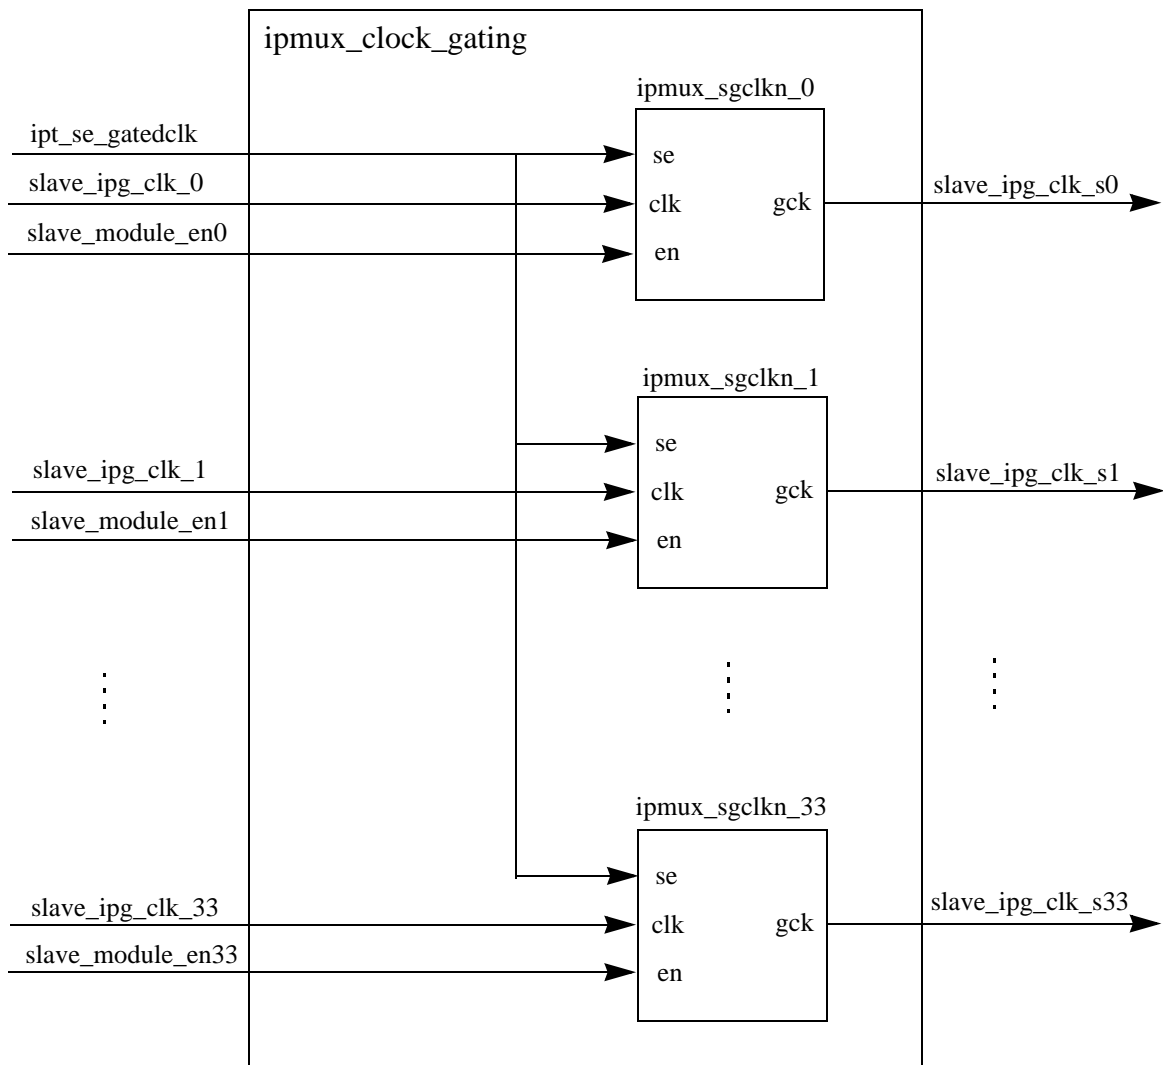 ipmux_clock_gating
ipmux_sgclkn_0
ipt_se_gatedclk
se
slave_ipg_clk_0
clk
gck
slave_ipg_clk_s0
slave_module_en0
en
ipmux_sgclkn_1
se
slave_ipg_clk_1
clk
gck
slave_ipg_clk_s1
slave_module_en1
en
ipmux_sgclkn_33
se
slave_ipg_clk_33
clk
gck
slave_ipg_clk_s33
slave_module_en33
en